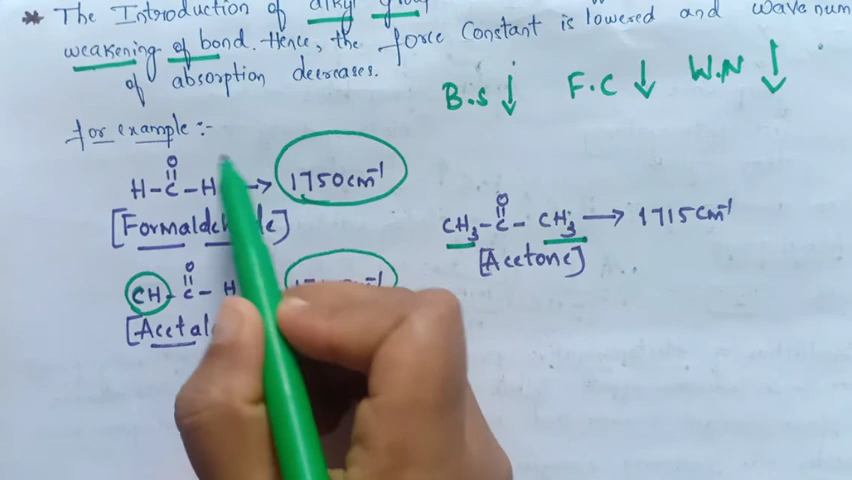 * The Introduction of alkyl group
weakening of bond. Hence, the force Constant is lowered and wave num
of absorption decreases.
B.S ↓ F.C ↓ W.N ↓
for example :-
O
||
H-C-H → 1750cm⁻¹
[Formaldehyde]
O
||
CH3-C-CH3 → 1715cm⁻¹
[Acetone]
O
||
CH-C-H
[Acetal